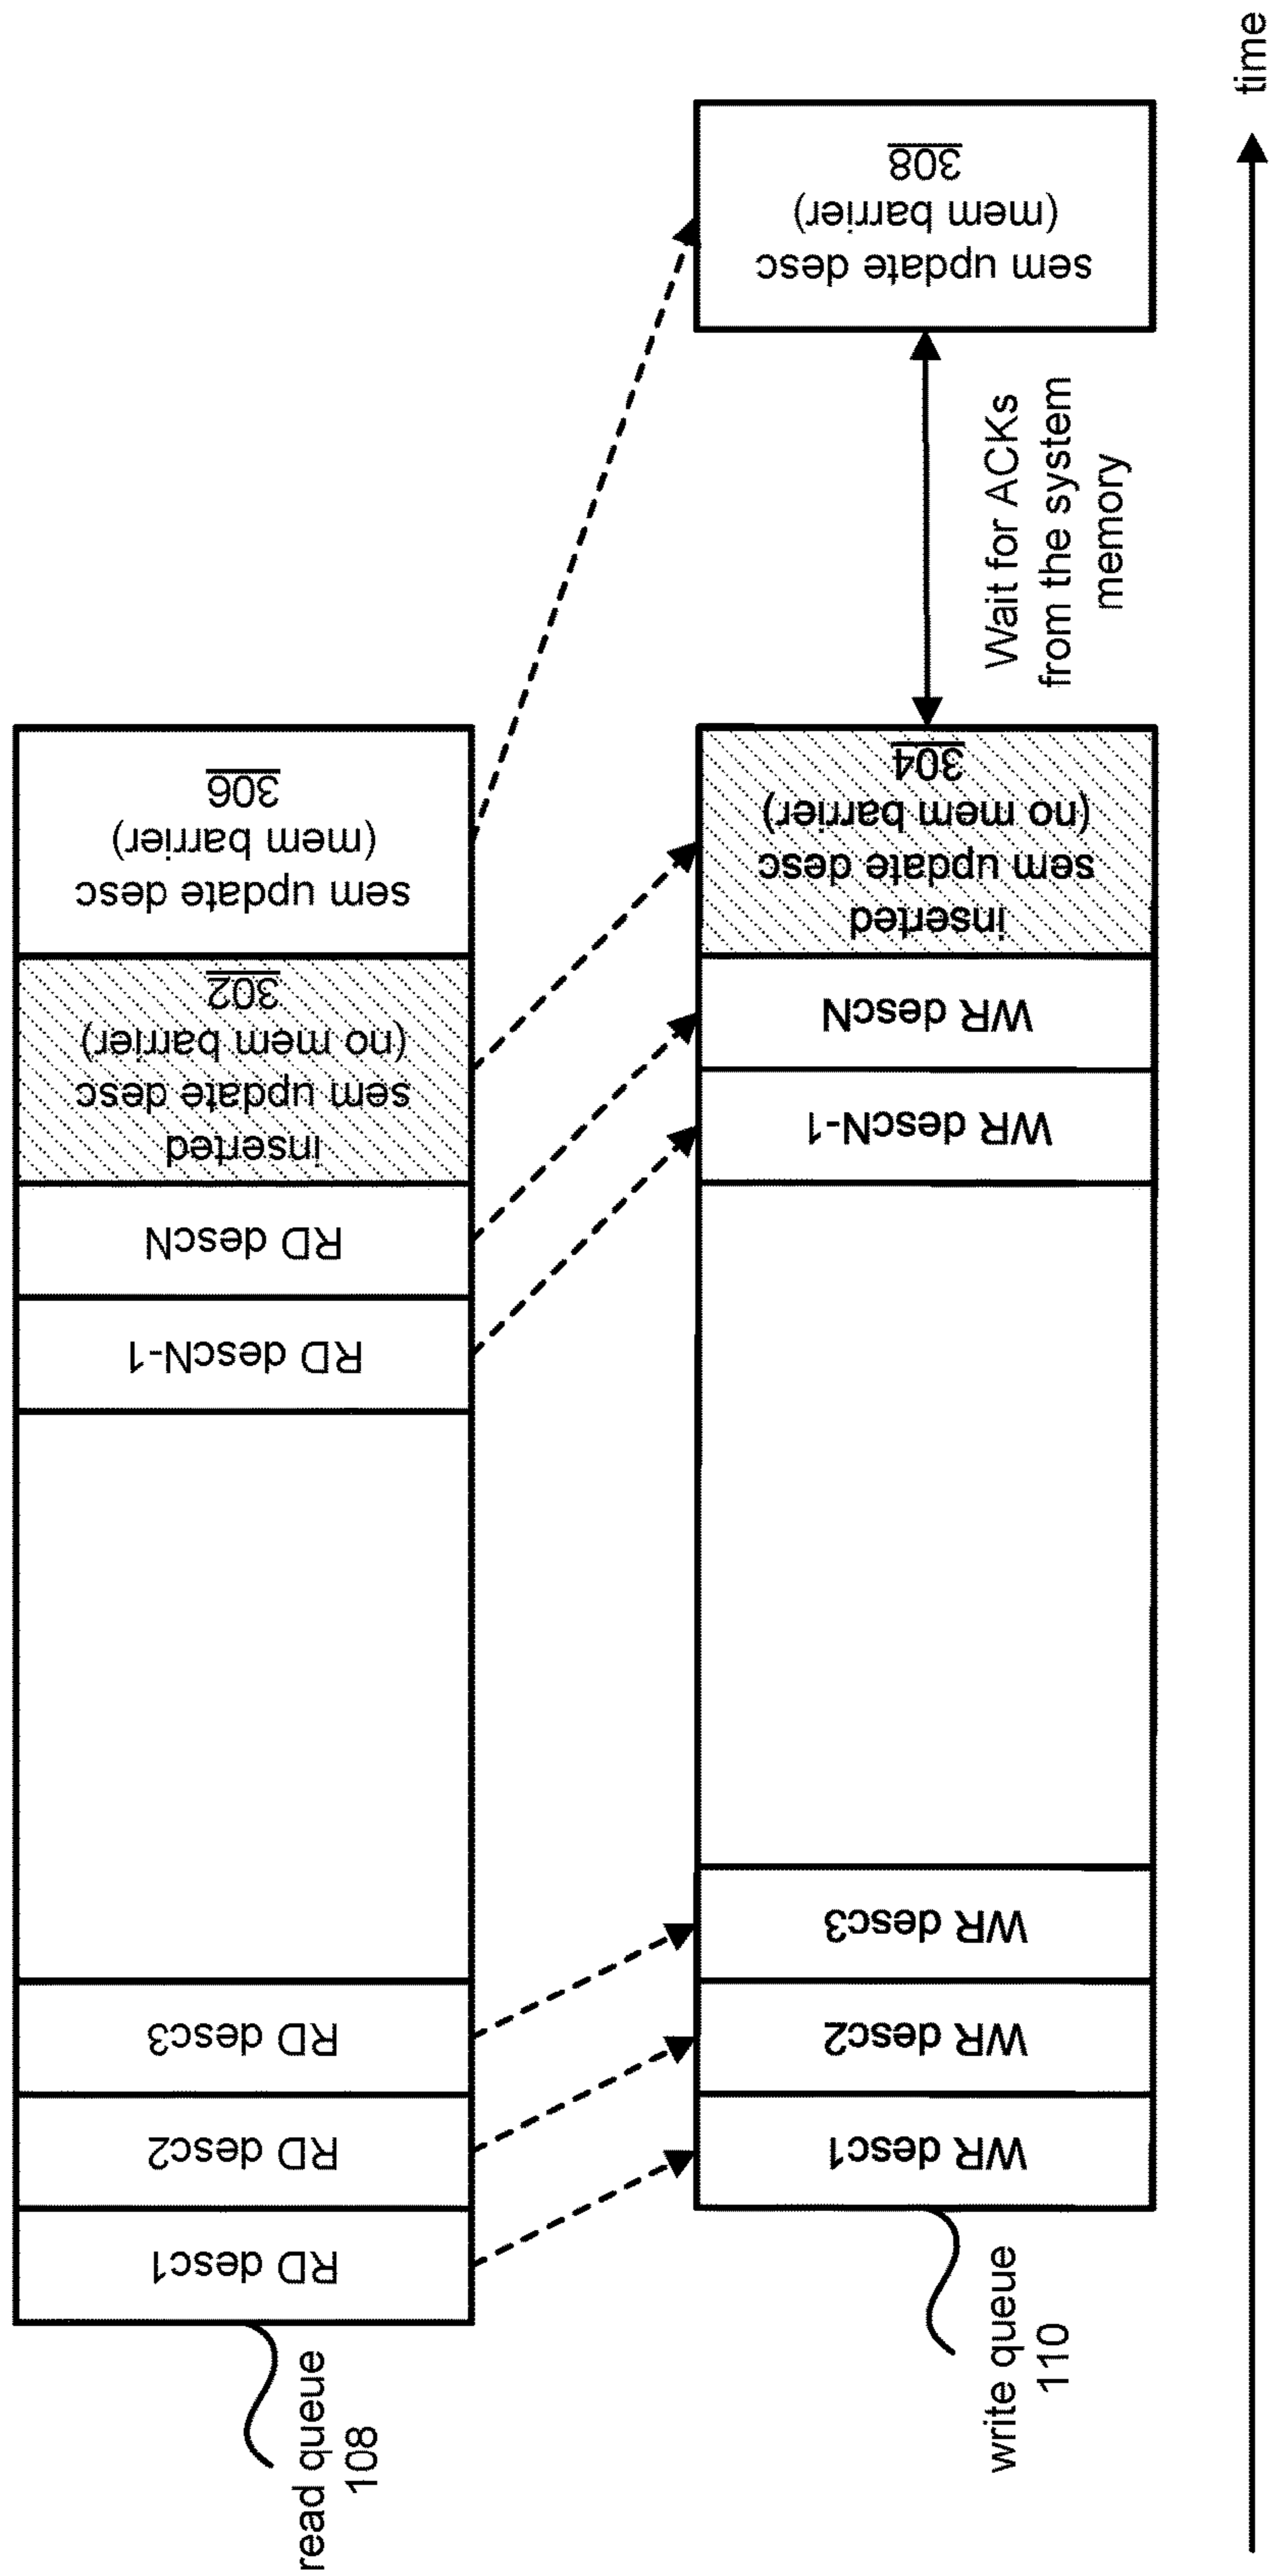 read queue
108
RD desc1
RD desc2
RD desc3
RD descN-1
RD descN
inserted
sem update desc
(no mem barrier)
302
sem update desc
(mem barrier)
306
write queue
110
WR desc1
WR desc2
WR desc3
WR descN-1
WR descN
inserted
sem update desc
(no mem barrier)
304
Wait for ACKs
from the system
memory
sem update desc
(mem barrier)
308
time